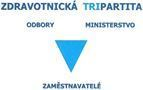 ZDRAVOTNICKÁ TRIPARTITA
ODBORY MINISTERSTVO
ZAMĚSTNAVATELÉ